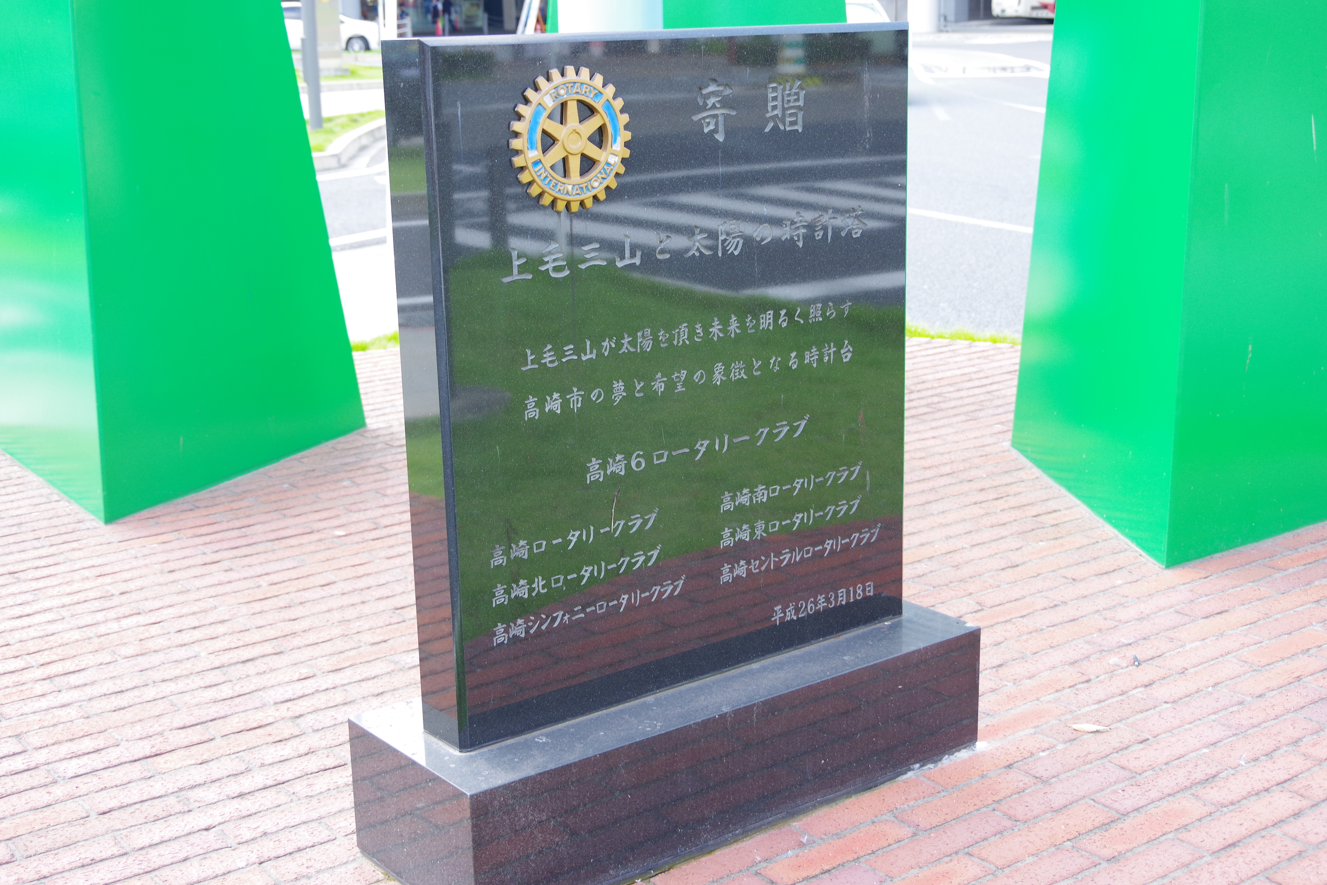 ROTARY
INTERNATIONAL
寄贈
上毛三山と太陽の時計塔
上毛三山が太陽を頂き未来を明るく照らす
高崎市の夢と希望の象徴となる時計台
高崎6ロータリークラブ
高崎ロータリークラブ
高崎南ロータリークラブ
高崎北ロータリークラブ
高崎東ロータリークラブ
高崎シンフォニーロータリークラブ
高崎セントラルロータリークラブ
平成26年3月18日